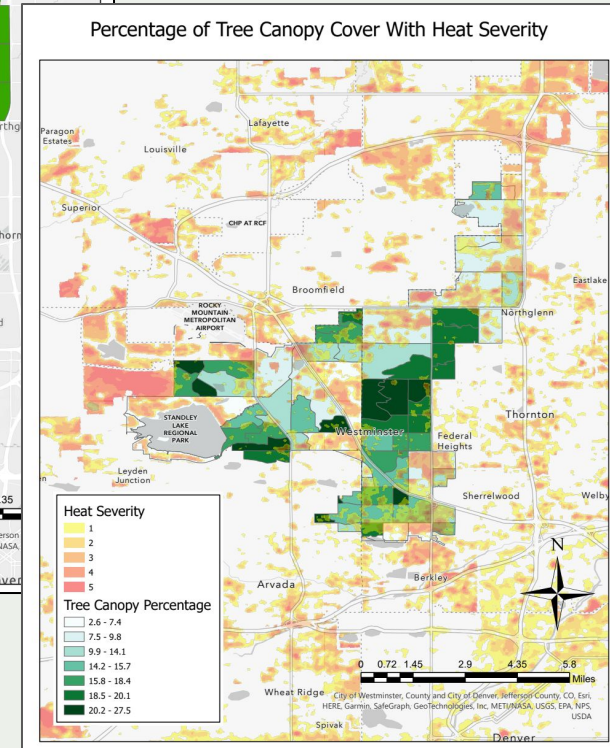 Percentage of Tree Canopy Cover With Heat Severity
Paragon
Estates
Lafayette
Louisville
Superior
CHP AT RCF
Eastlake
Broomfield
ROCKY
MOUNTAIN
METROPOLITAN
AIRPORT
Northglenn
STANDLEY
LAKE
REGIONAL
PARK
Westminster
Thornton
Federal
Heights
Leyden
Junction
Sherrelwood
Welby
Heat Severity
1
2
3
4
5
Tree Canopy Percentage
2.6 - 7.4
7.5 - 9.8
9.9 - 14.1
14.2 - 15.7
15.8 - 18.4
18.5 - 20.1
20.2 - 27.5
N
Arvada
Berkley
0 0.72 1.45 2.9 4.35 5.8
Miles
Wheat Ridge
City of Westminster, County and City of Denver, Jefferson County, CO, Esri,
HERE, Garmin, SafeGraph, GeoTechnologies, Inc, METI/NASA, USGS, EPA, NPS,
USDA
Spivak
Denver